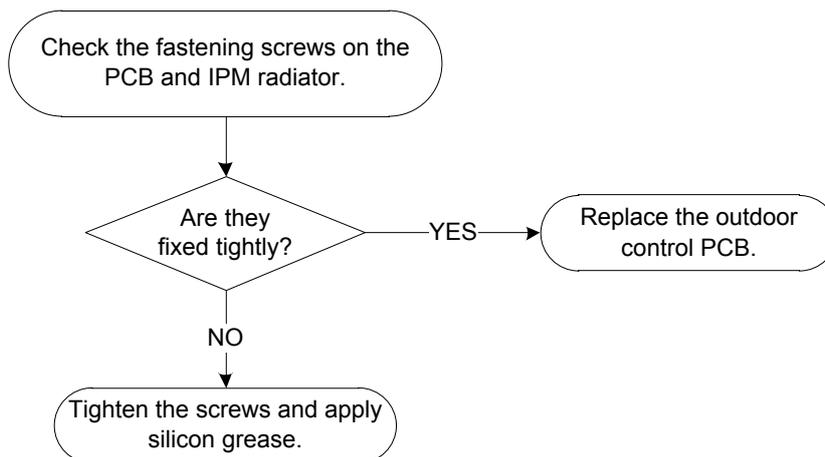 Check the fastening screws on the
PCB and IPM radiator.
Are they
fixed tightly?
YES
Replace the outdoor
control PCB.
NO
Tighten the screws and apply
silicon grease.